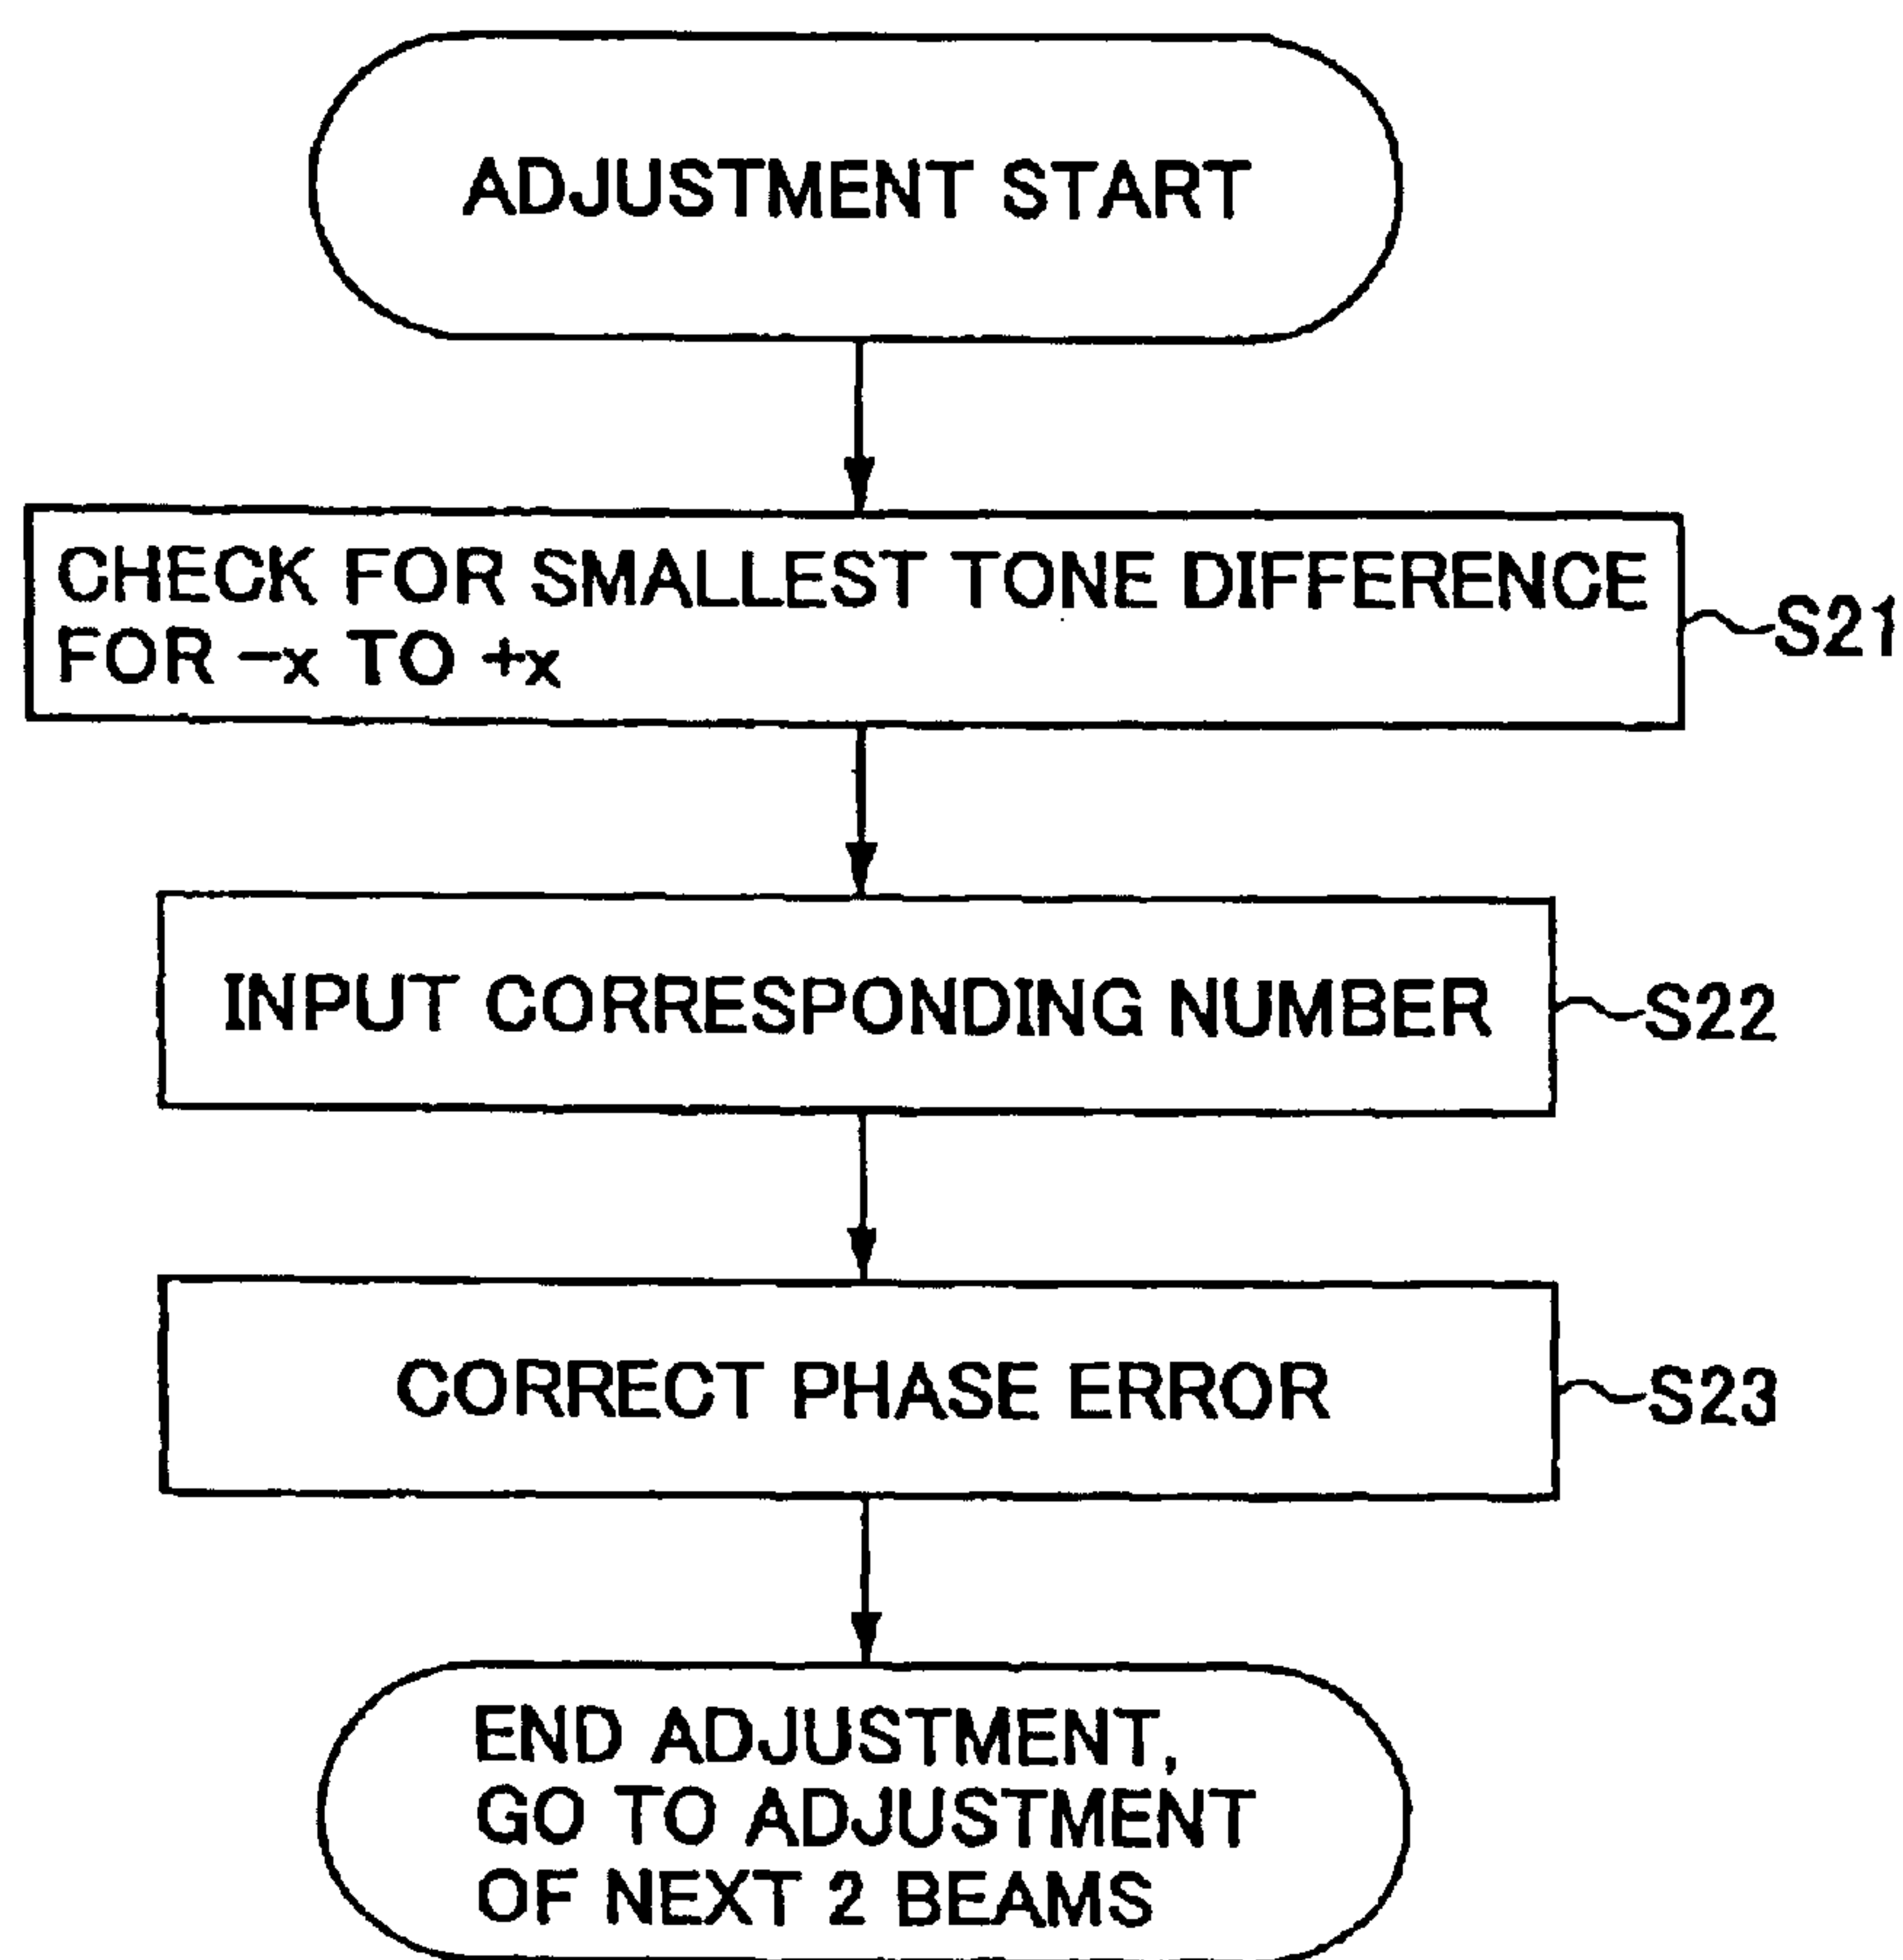 ADJUSTMENT START
CHECK FOR SMALLEST TONE DIFFERENCE
FOR -x TO +x
S21
INPUT CORRESPONDING NUMBER
S22
CORRECT PHASE ERROR
S23
END ADJUSTMENT,
GO TO ADJUSTMENT
OF NEXT 2 BEAMS